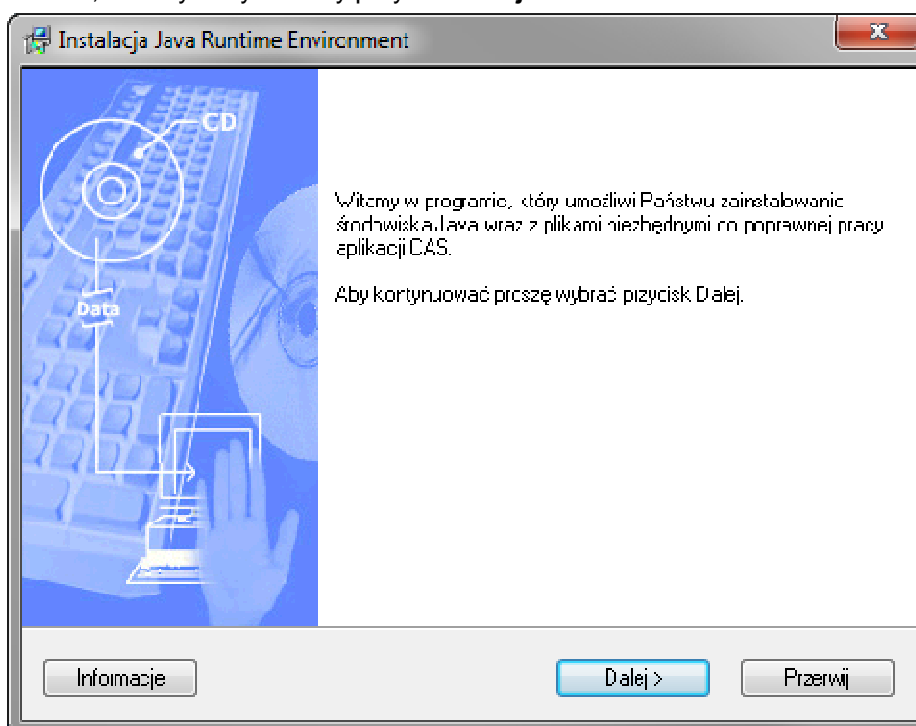 Instalacja Java Runtime Environment
CD
Data
Witamy w programie, który umożliwi Państwu zainstalowanie
środowiska Java wraz z plikami niezbędnymi do poprawnej pracy
aplikacji CAS.
Aby kontynuować proszę wybrać przycisk Dalej.
Informacje
Dalej >
Przerwij